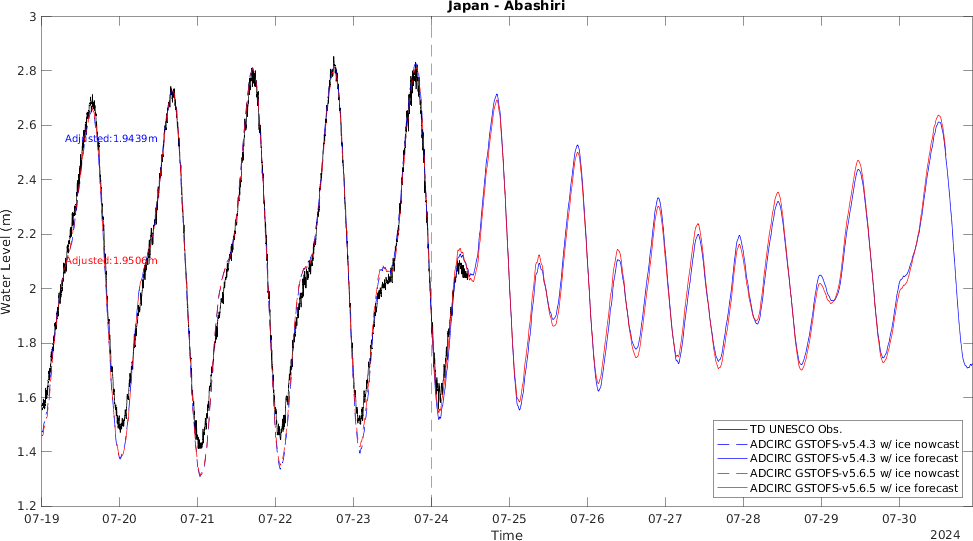 Japan - Abashiri
3
2.8
2.6
2.4
2.2
2
1.8
1.6
1.4
1.2
Water Level (m)
Adjusted:1.9439m
Adjusted:1.9506m
TD UNESCO Obs.
ADCIRC GSTOFS-v5.4.3 w/ ice nowcast
ADCIRC GSTOFS-v5.4.3 w/ ice forecast
ADCIRC GSTOFS-v5.6.5 w/ ice nowcast
ADCIRC GSTOFS-v5.6.5 w/ ice forecast
07-19 07-20 07-21 07-22 07-23 07-24 07-25 07-26 07-27 07-28 07-29 07-30
Time
2024